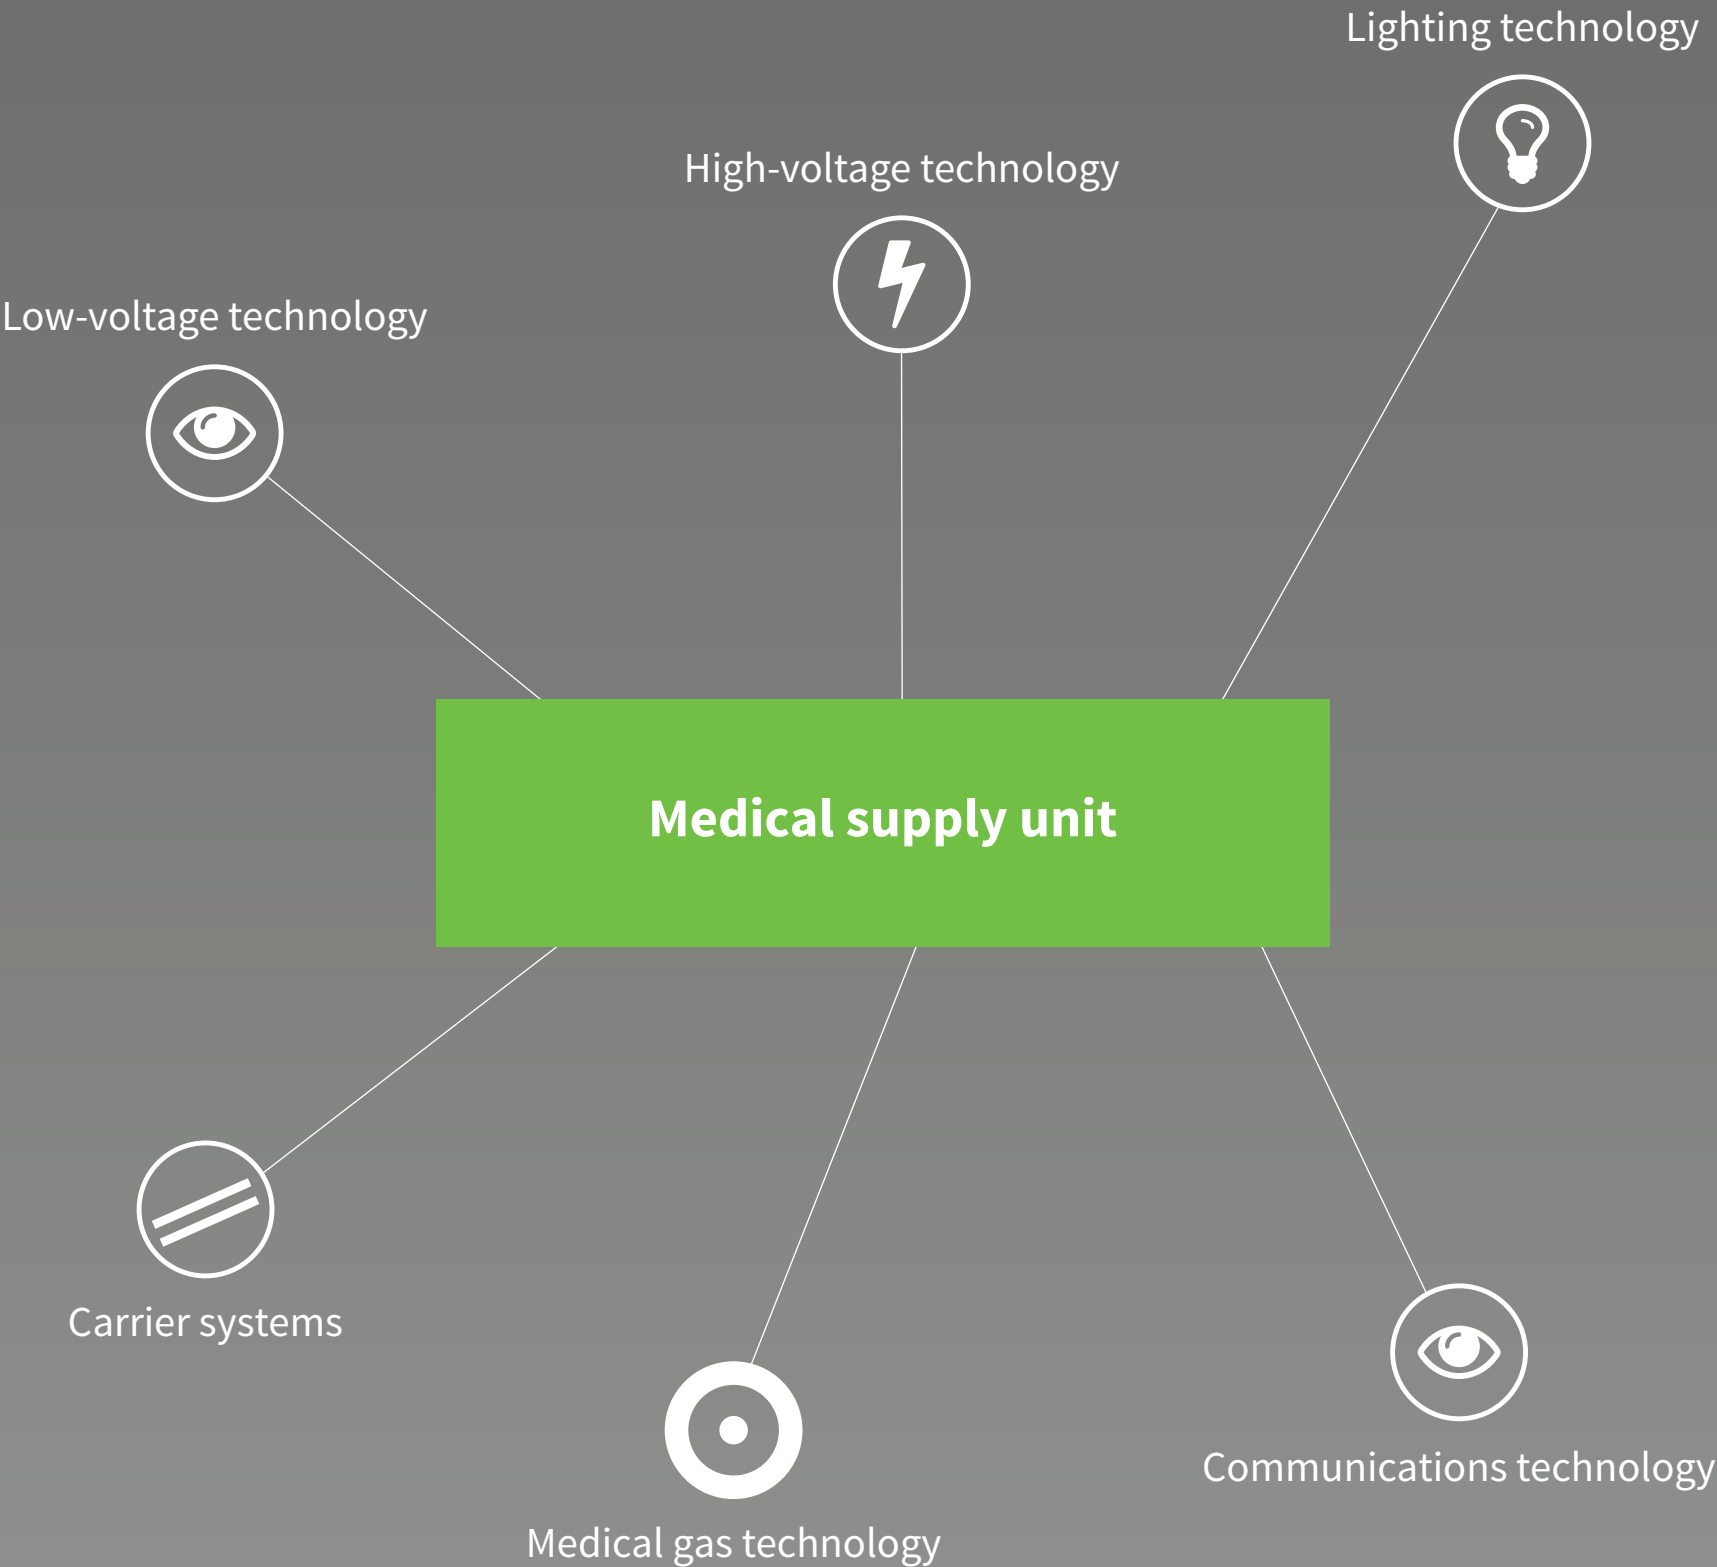 Lighting technology
High-voltage technology
Low-voltage technology
Medical supply unit
Carrier systems
Communications technology
Medical gas technology